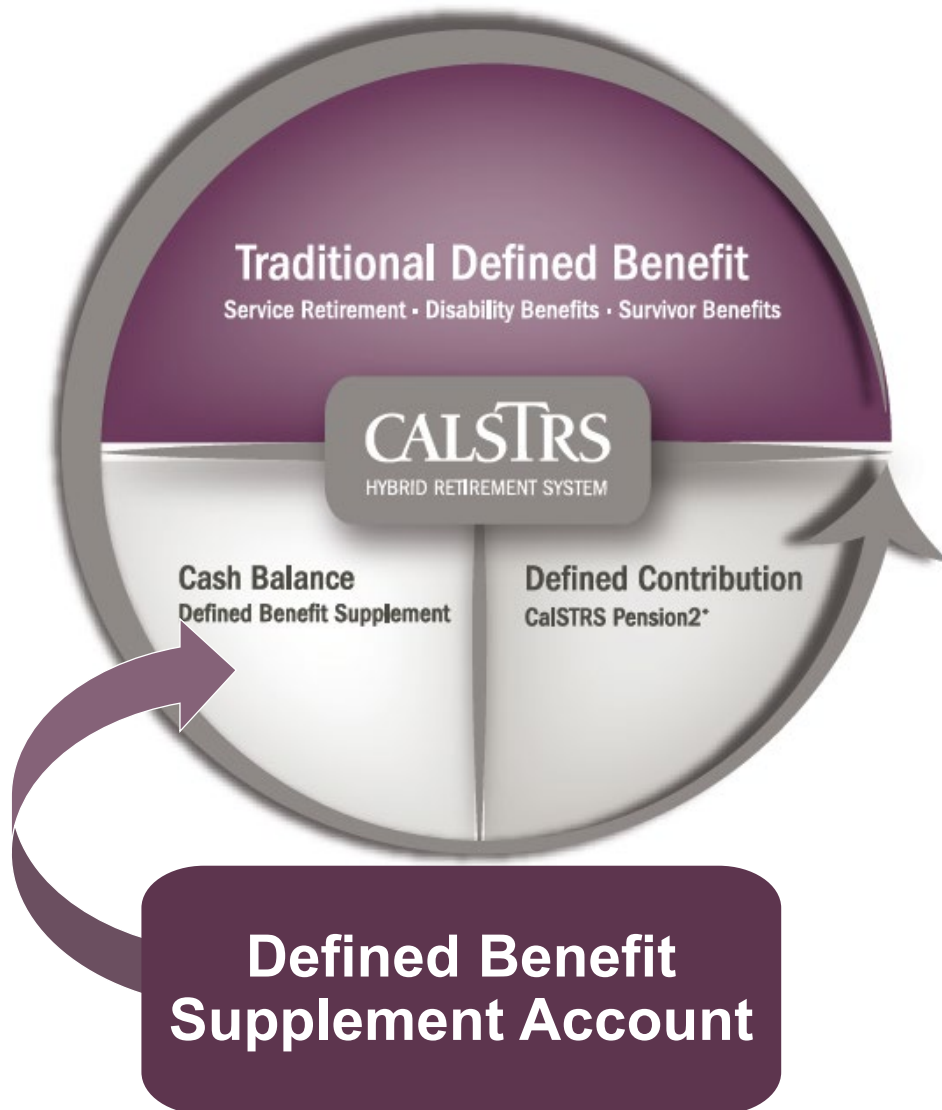 Traditional Defined Benefit
Service Retirement · Disability Benefits · Survivor Benefits
CALSTRS
HYBRID RETIREMENT SYSTEM
Cash Balance
Defined Benefit Supplement
Defined Contribution
CalSTRS Pension2*
Defined Benefit
Supplement Account